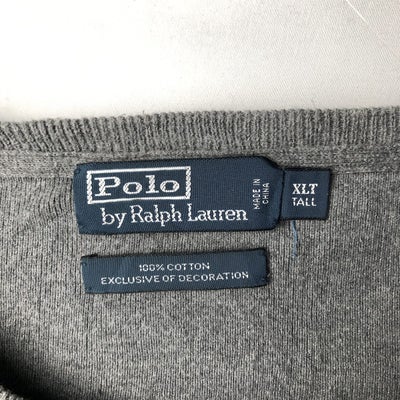 Polo
by Ralph Lauren
MADE IN
CHINA
XLT
TALL
100% COTTON
EXCLUSIVE OF DECORATION